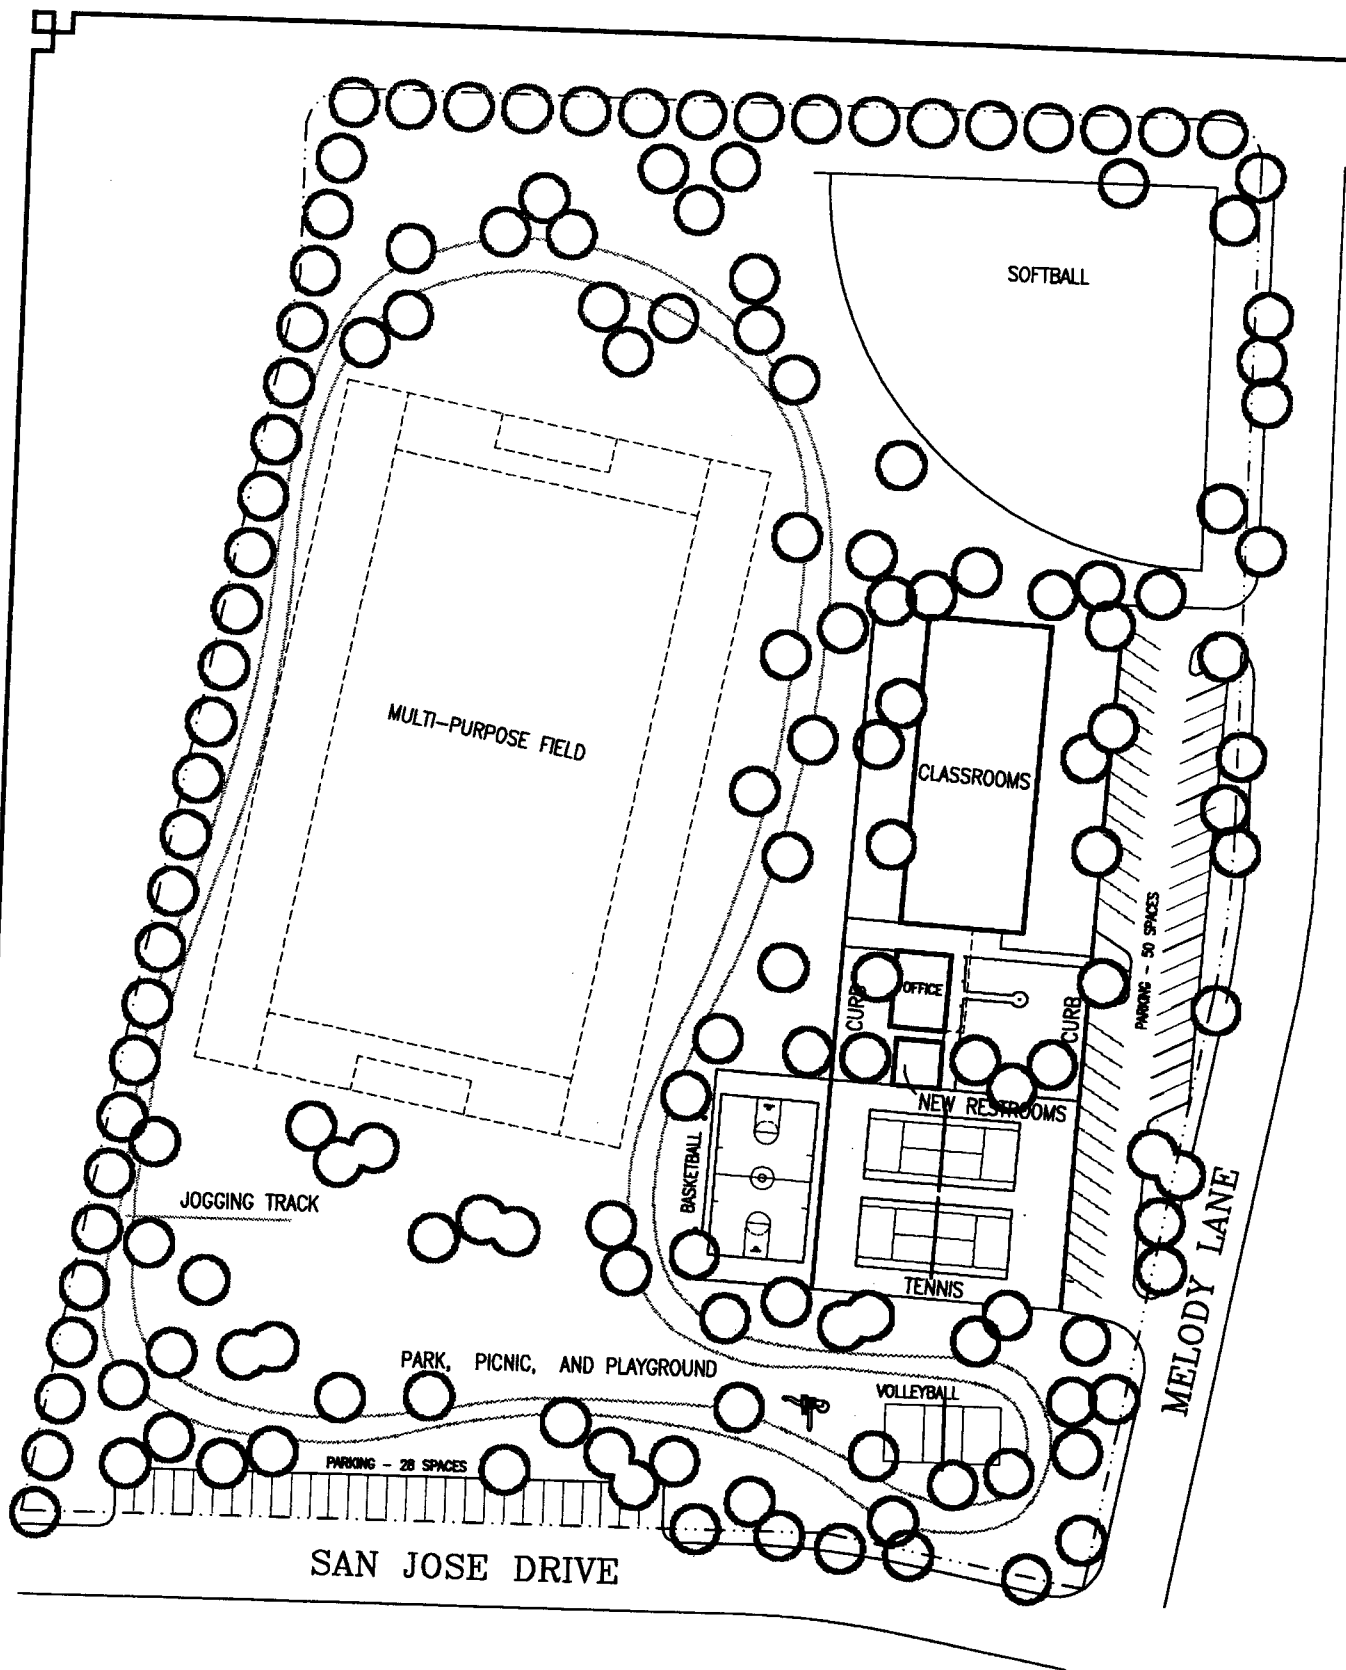 SOFTBALL
MULTI-PURPOSE FIELD
CLASSROOMS
PARKING - 50 SPACES
OFFICE
CURB
CURB
NEW RESTROOMS
BASKETBALL
JOGGING TRACK
TENNIS
MELODY LANE
PARK, PICNIC, AND PLAYGROUND
VOLLEYBALL
PARKING - 28 SPACES
SAN JOSE DRIVE